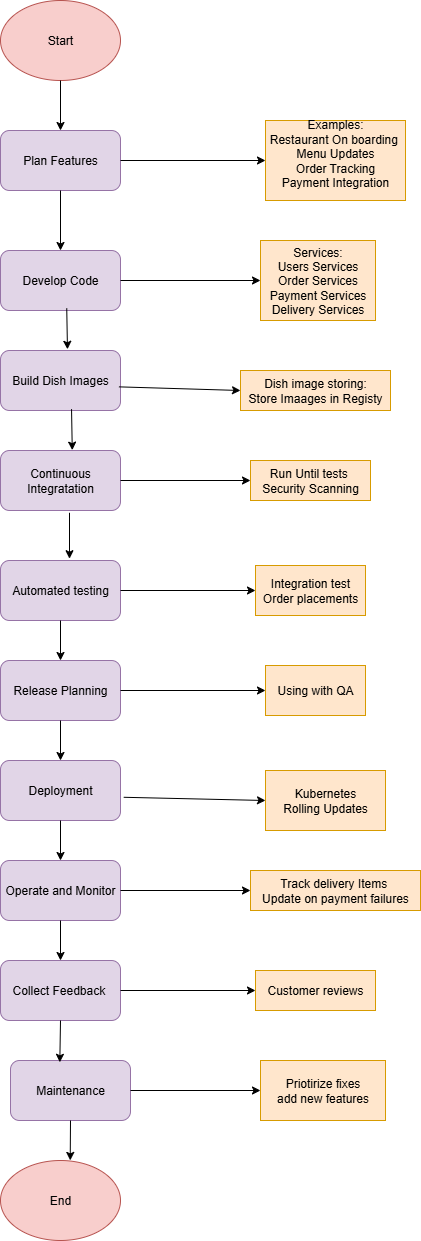 Start
Plan Features
Examples:
Restaurant On boarding
Menu Updates
Order Tracking
Payment Integration
Develop Code
Services:
Users Services
Order Services
Payment Services
Delivery Services
Build Dish Images
Dish image storing:
Store Imaages in Registy
Continuous
Integratation
Run Until tests
Security Scanning
Automated testing
Integration test
Order placements
Release Planning
Using with QA
Deployment
Kubernetes
Rolling Updates
Operate and Monitor
Track delivery Items
Update on payment failures
Collect Feedback
Customer reviews
Maintenance
Priotirize fixes
add new features
End